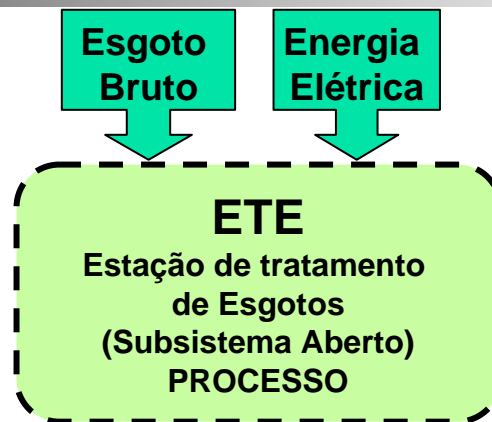 Esgoto
Bruto
Energia
Elétrica
ETE
Estação de tratamento
de Esgotos
(Subsistema Aberto)
PROCESSO